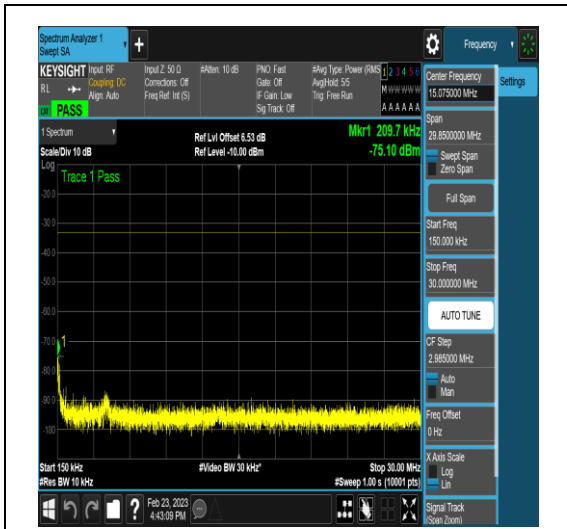 Spectrum Analyzer 1
Swept SA
Frequency
KEYSIGHT
RL
PASS
Input: RF
Coupling: DC
Align: Auto
Input Z: 50 Ω
Corrections: Off
Freq Ref: Int (S)
#Atten: 10 dB
PNO: Fast
Gate: Off
IF Gain: Low
Sig Track: Off
#Avg Type: Power (RMS
Avg|Hold: 5/5
Trig: Free Run
1 2 3 4 5 6
M W W W W W
A A A A A A
Settings
1 Spectrum
Scale/Div 10 dB
Ref Lvl Offset 6.53 dB
Ref Level -10.00 dBm
Mkr1 209.7 kHz
-75.10 dBm
Log
Trace 1 Pass
-20.0
-30.0
-40.0
-50.0
-60.0
-70.0
-80.0
-90.0
-100
1
Start 150 kHz
#Res BW 10 kHz
#Video BW 30 kHz*
Stop 30.00 MHz
#Sweep 1.00 s (10001 pts)
Center Frequency
15.075000 MHz
Span
29.8500000 MHz
Swept Span
Zero Span
Full Span
Start Freq
150.000 kHz
Stop Freq
30.000000 MHz
AUTO TUNE
CF Step
2.985000 MHz
Auto
Man
Freq Offset
0 Hz
X Axis Scale
Log
Lin
Signal Track
(Span Zoom)
Feb 23, 2023
4:43:09 PM